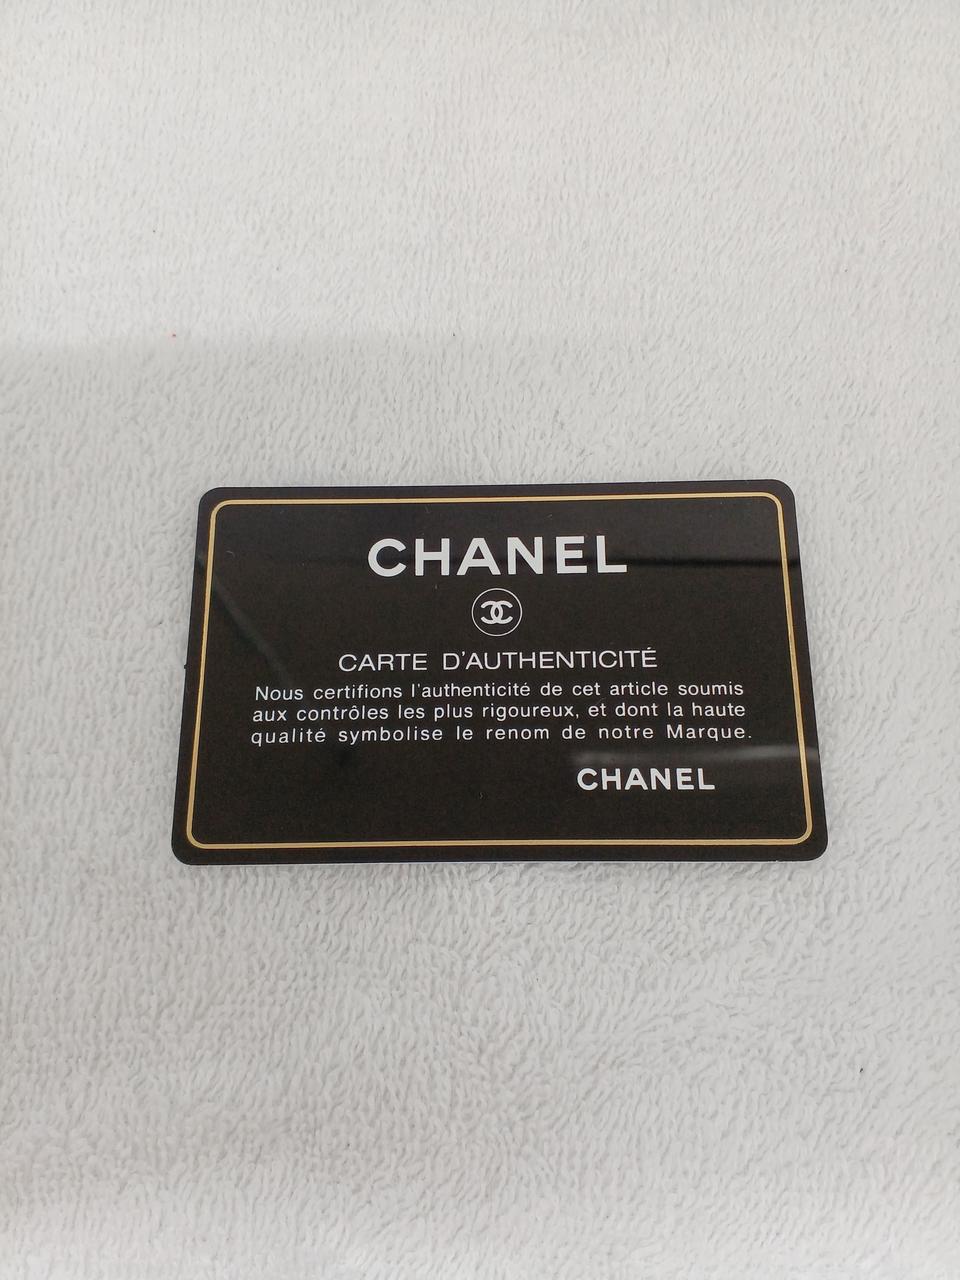 CHANEL
CARTE D'AUTHENTICITÉ
Nous certifions l'authenticité de cet article soumis
aux contrôles les plus rigoureux, et dont la haute
qualité symbolise le renom de notre Marque.
CHANEL